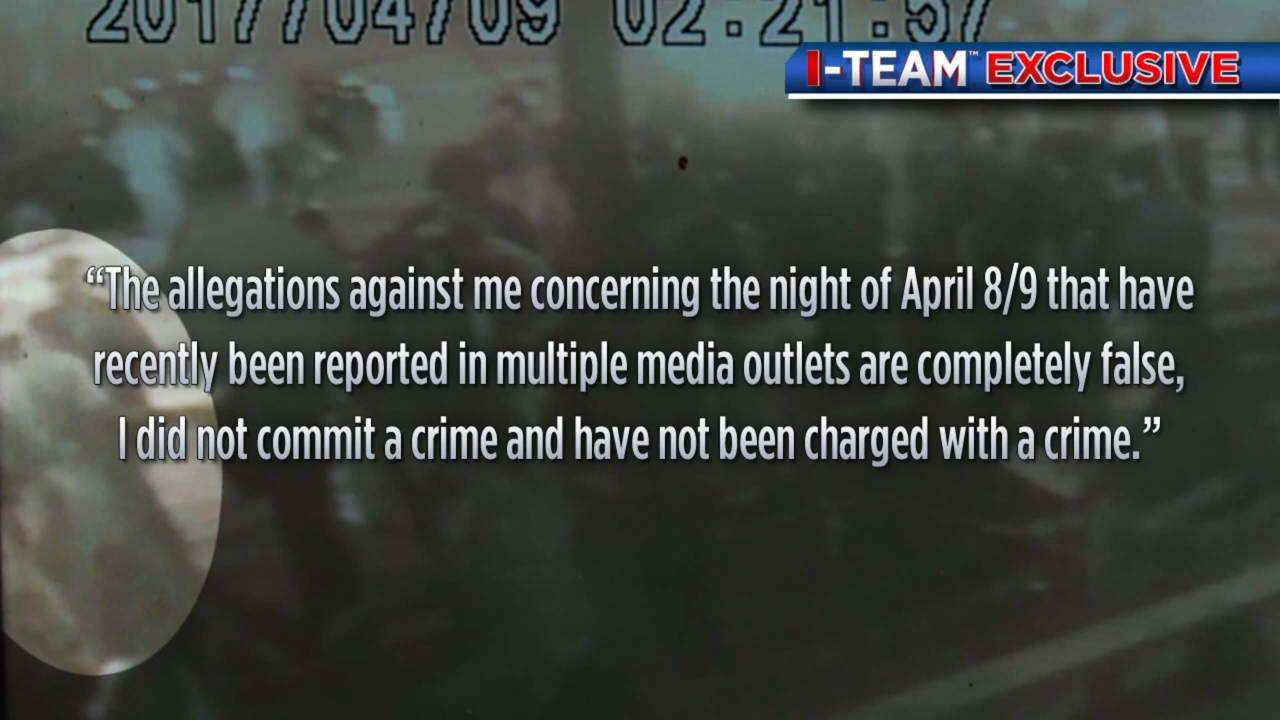 2017/04/09 02:21:57
I-TEAM™ EXCLUSIVE
“The allegations against me concerning the night of April 8/9 that have
recently been reported in multiple media outlets are completely false,
I did not commit a crime and have not been charged with a crime.”